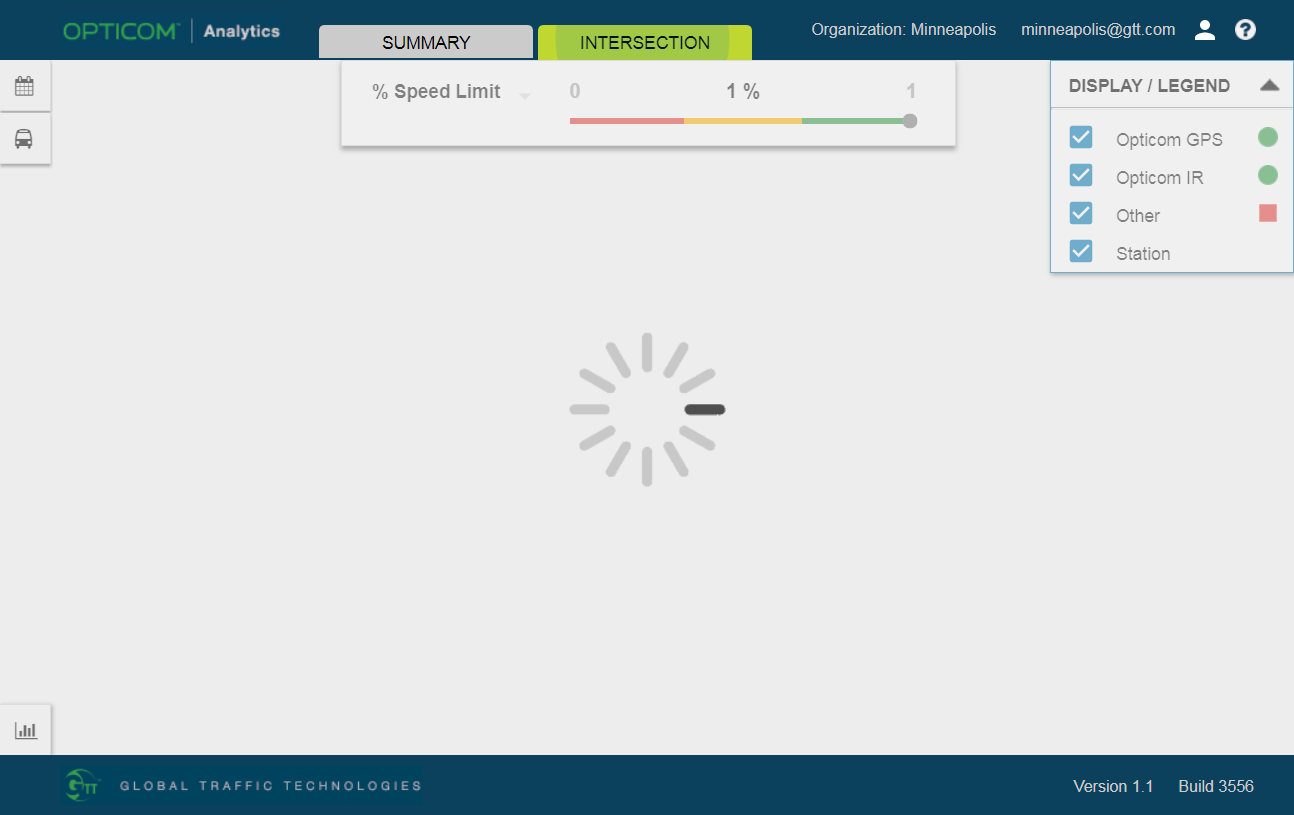 OPTICOM™ Analytics
SUMMARY
INTERSECTION
Organization: Minneapolis
minneapolis@gtt.com
?
% Speed Limit
0
1 %
1
DISPLAY / LEGEND
Opticom GPS
Opticom IR
Other
Station
GTT GLOBAL TRAFFIC TECHNOLOGIES
Version 1.1
Build 3556